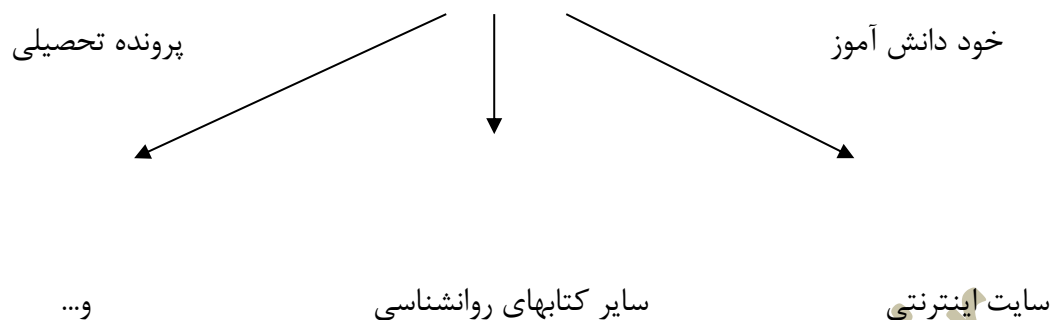 خود دانش آموز پرونده تحصیلی
سایت اینترنتی سایر کتابهای روانشناسی و...